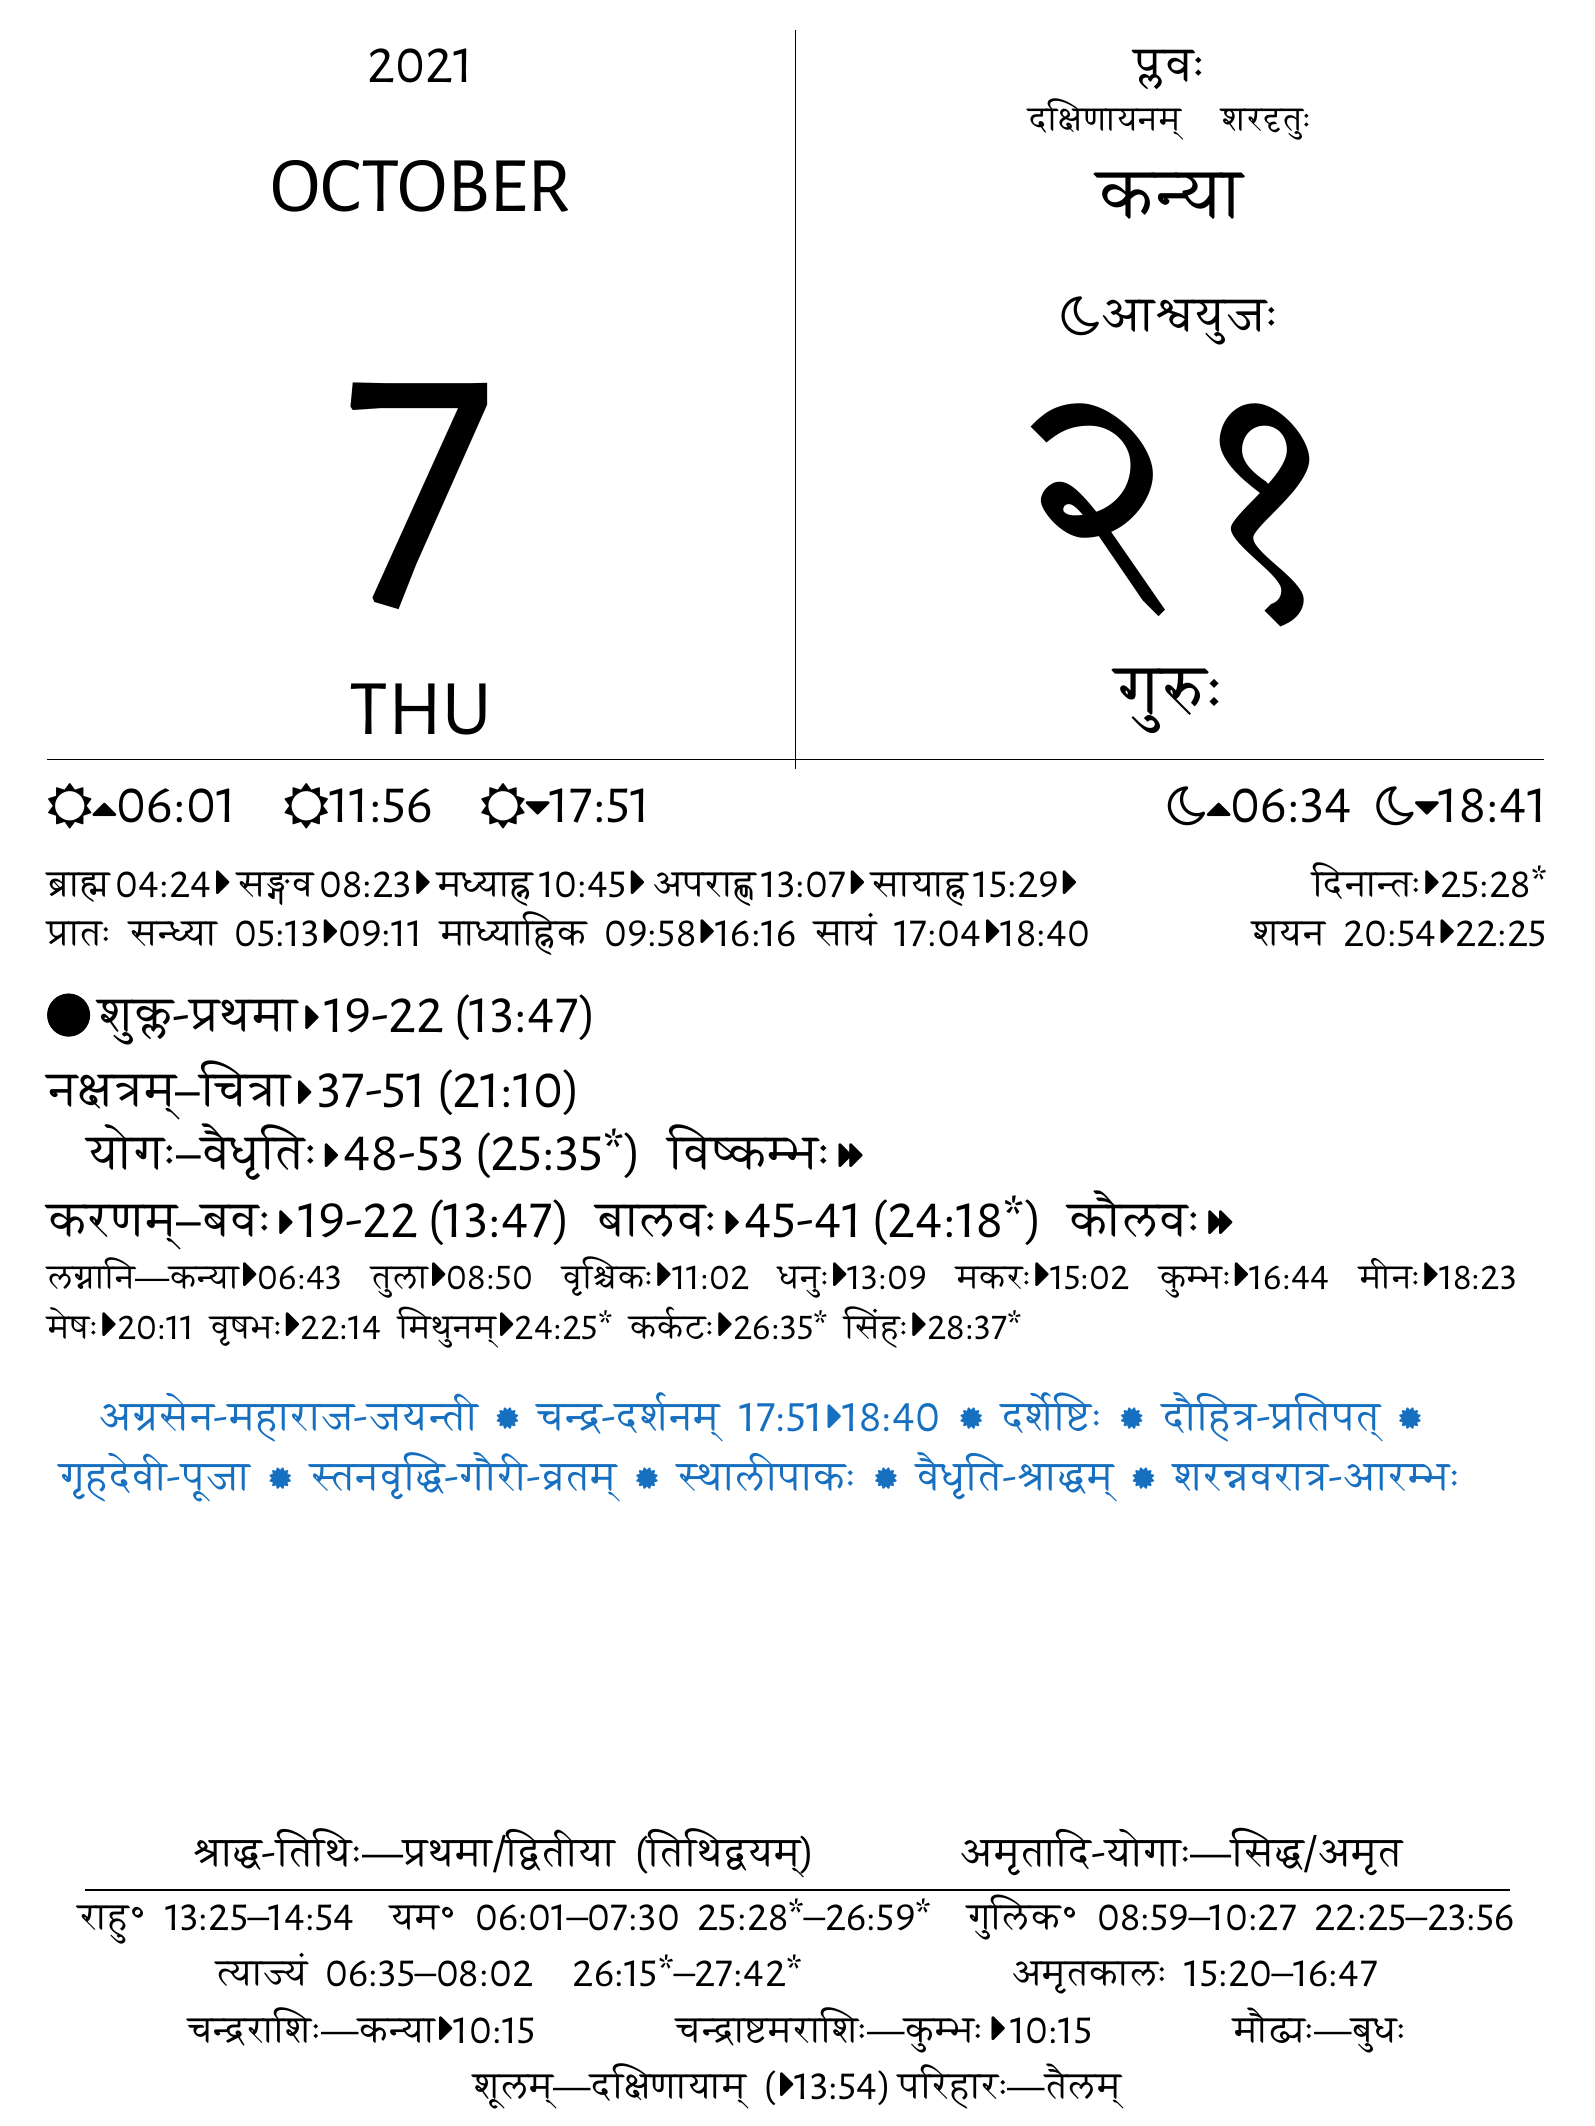 2021
OCTOBER
7
THU
प्लवः
दक्षिणायनम् शरदृतुः
कन्या
आश्वयुजः
२१
गुरुः
06:01 11:56 17:51 06:34 18:41
ब्राह्म 04:24 सङ्गव 08:23 मध्याह्न 10:45 अपराह्ण 13:07 सायाह्न 15:29 दिनान्तः 25:28*
प्रातः सन्ध्या 05:13 09:11 माध्याह्निक 09:58 16:16 सायं 17:04 18:40 शयन 20:54 22:25
शुक्ल-प्रथमा 19-22 (13:47)
नक्षत्रम्–चित्रा 37-51 (21:10)
योगः–वैधृतिः 48-53 (25:35*) विष्कम्भः
करणम्–बवः 19-22 (13:47) बालवः 45-41 (24:18*) कौलवः
लग्नानि—कन्या 06:43 तुला 08:50 वृश्चिकः 11:02 धनुः 13:09 मकरः 15:02 कुम्भः 16:44 मीनः 18:23
मेषः 20:11 वृषभः 22:14 मिथुनम् 24:25* कर्कटः 26:35* सिंहः 28:37*
अग्रसेन-महाराज-जयन्ती ✹ चन्द्र-दर्शनम् 17:51 18:40 ✹ दर्शेष्टिः ✹ दौहित्र-प्रतिपत् ✹
गृहदेवी-पूजा ✹ स्तनवृद्धि-गौरी-व्रतम् ✹ स्थालीपाकः ✹ वैधृति-श्राद्धम् ✹ शरन्नवरात्र-आरम्भः
श्राद्ध-तिथिः—प्रथमा/द्वितीया (तिथिद्वयम्) अमृतादि-योगाः—सिद्ध/अमृत
राहु॰ 13:25–14:54 यम॰ 06:01–07:30 25:28*–26:59* गुलिक॰ 08:59–10:27 22:25–23:56
त्याज्यं 06:35–08:02 26:15*–27:42* अमृतकालः 15:20–16:47
चन्द्रराशिः—कन्या 10:15 चन्द्राष्टमराशिः—कुम्भः 10:15 मौढ्यः—बुधः
शूलम्—दक्षिणायाम् (13:54) परिहारः—तैलम्